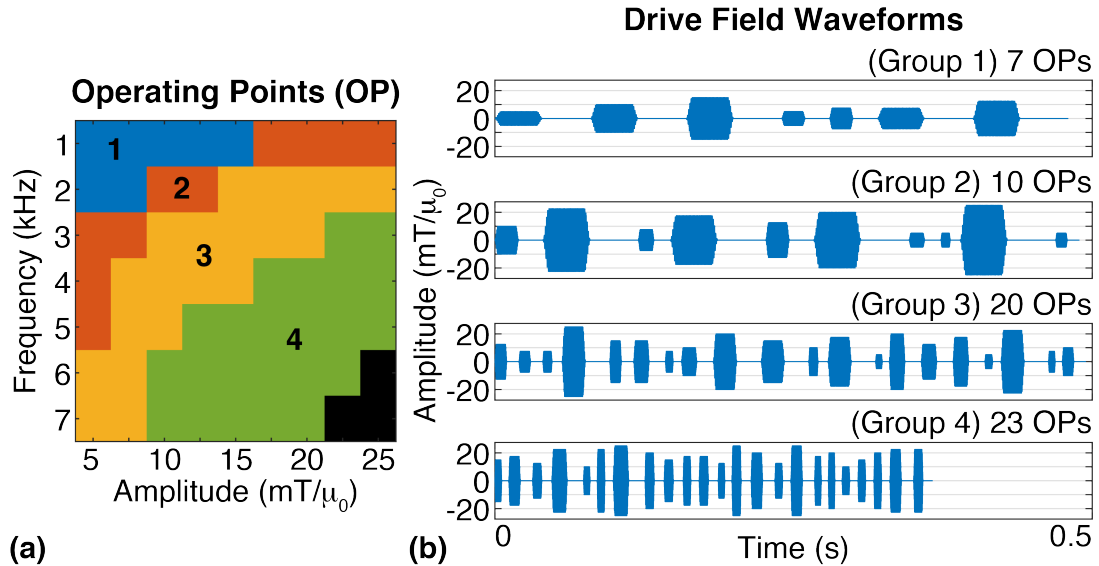 Operating Points (OP)
Frequency (kHz)
1
2
3
4
5
6
7
1
2
3
4
5 10 15 20 25
Amplitude (mT/μ0)
(a)
Drive Field Waveforms
Amplitude (mT/μ0)
(Group 1) 7 OPs
20
0
-20
(Group 2) 10 OPs
20
0
-20
(Group 3) 20 OPs
20
0
-20
(Group 4) 23 OPs
20
0
-20
0 0.5
Time (s)
(b)